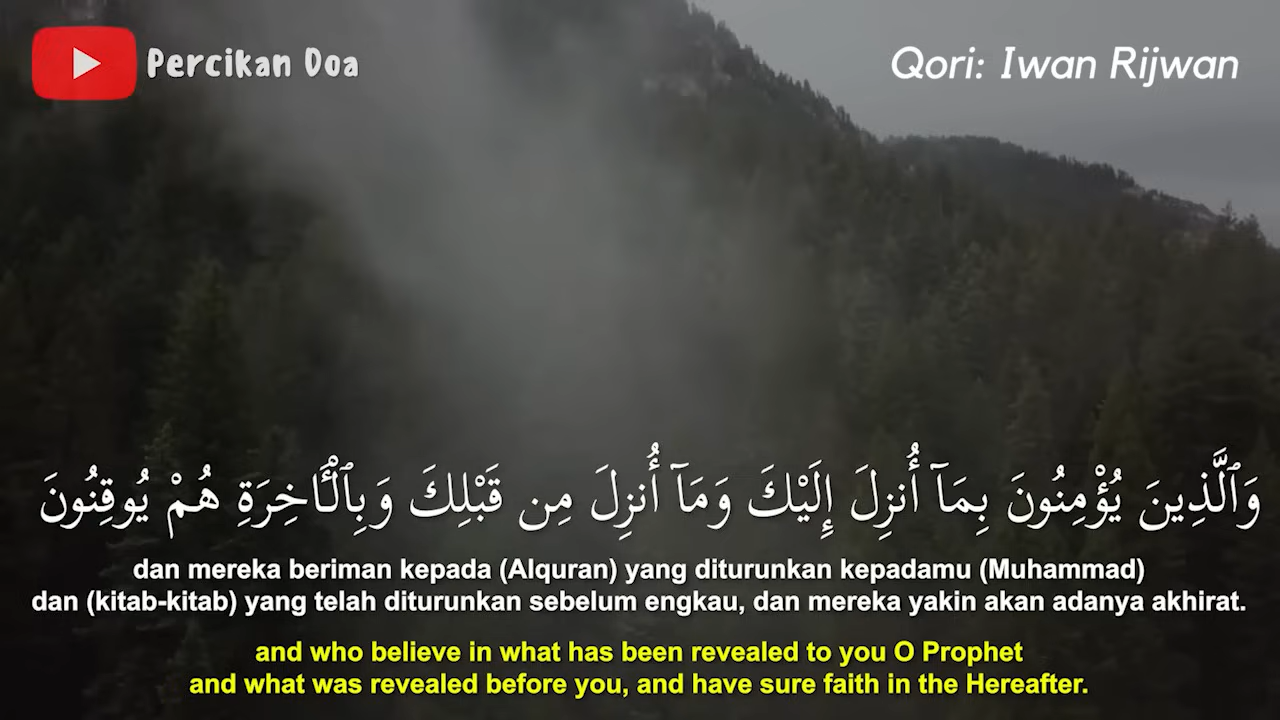 Percikan Doa
Qori: Iwan Rijwan
وَٱلَّذِينَ يُؤْمِنُونَ بِمَآ أُنزِلَ إِلَيْكَ وَمَآ أُنزِلَ مِن قَبْلِكَ وَبِٱلْـَٔاخِرَةِ هُمْ يُوقِنُونَ
dan mereka beriman kepada (Alquran) yang diturunkan kepadamu (Muhammad)
dan (kitab-kitab) yang telah diturunkan sebelum engkau, dan mereka yakin akan adanya akhirat.
and who believe in what has been revealed to you O Prophet
and what was revealed before you, and have sure faith in the Hereafter.